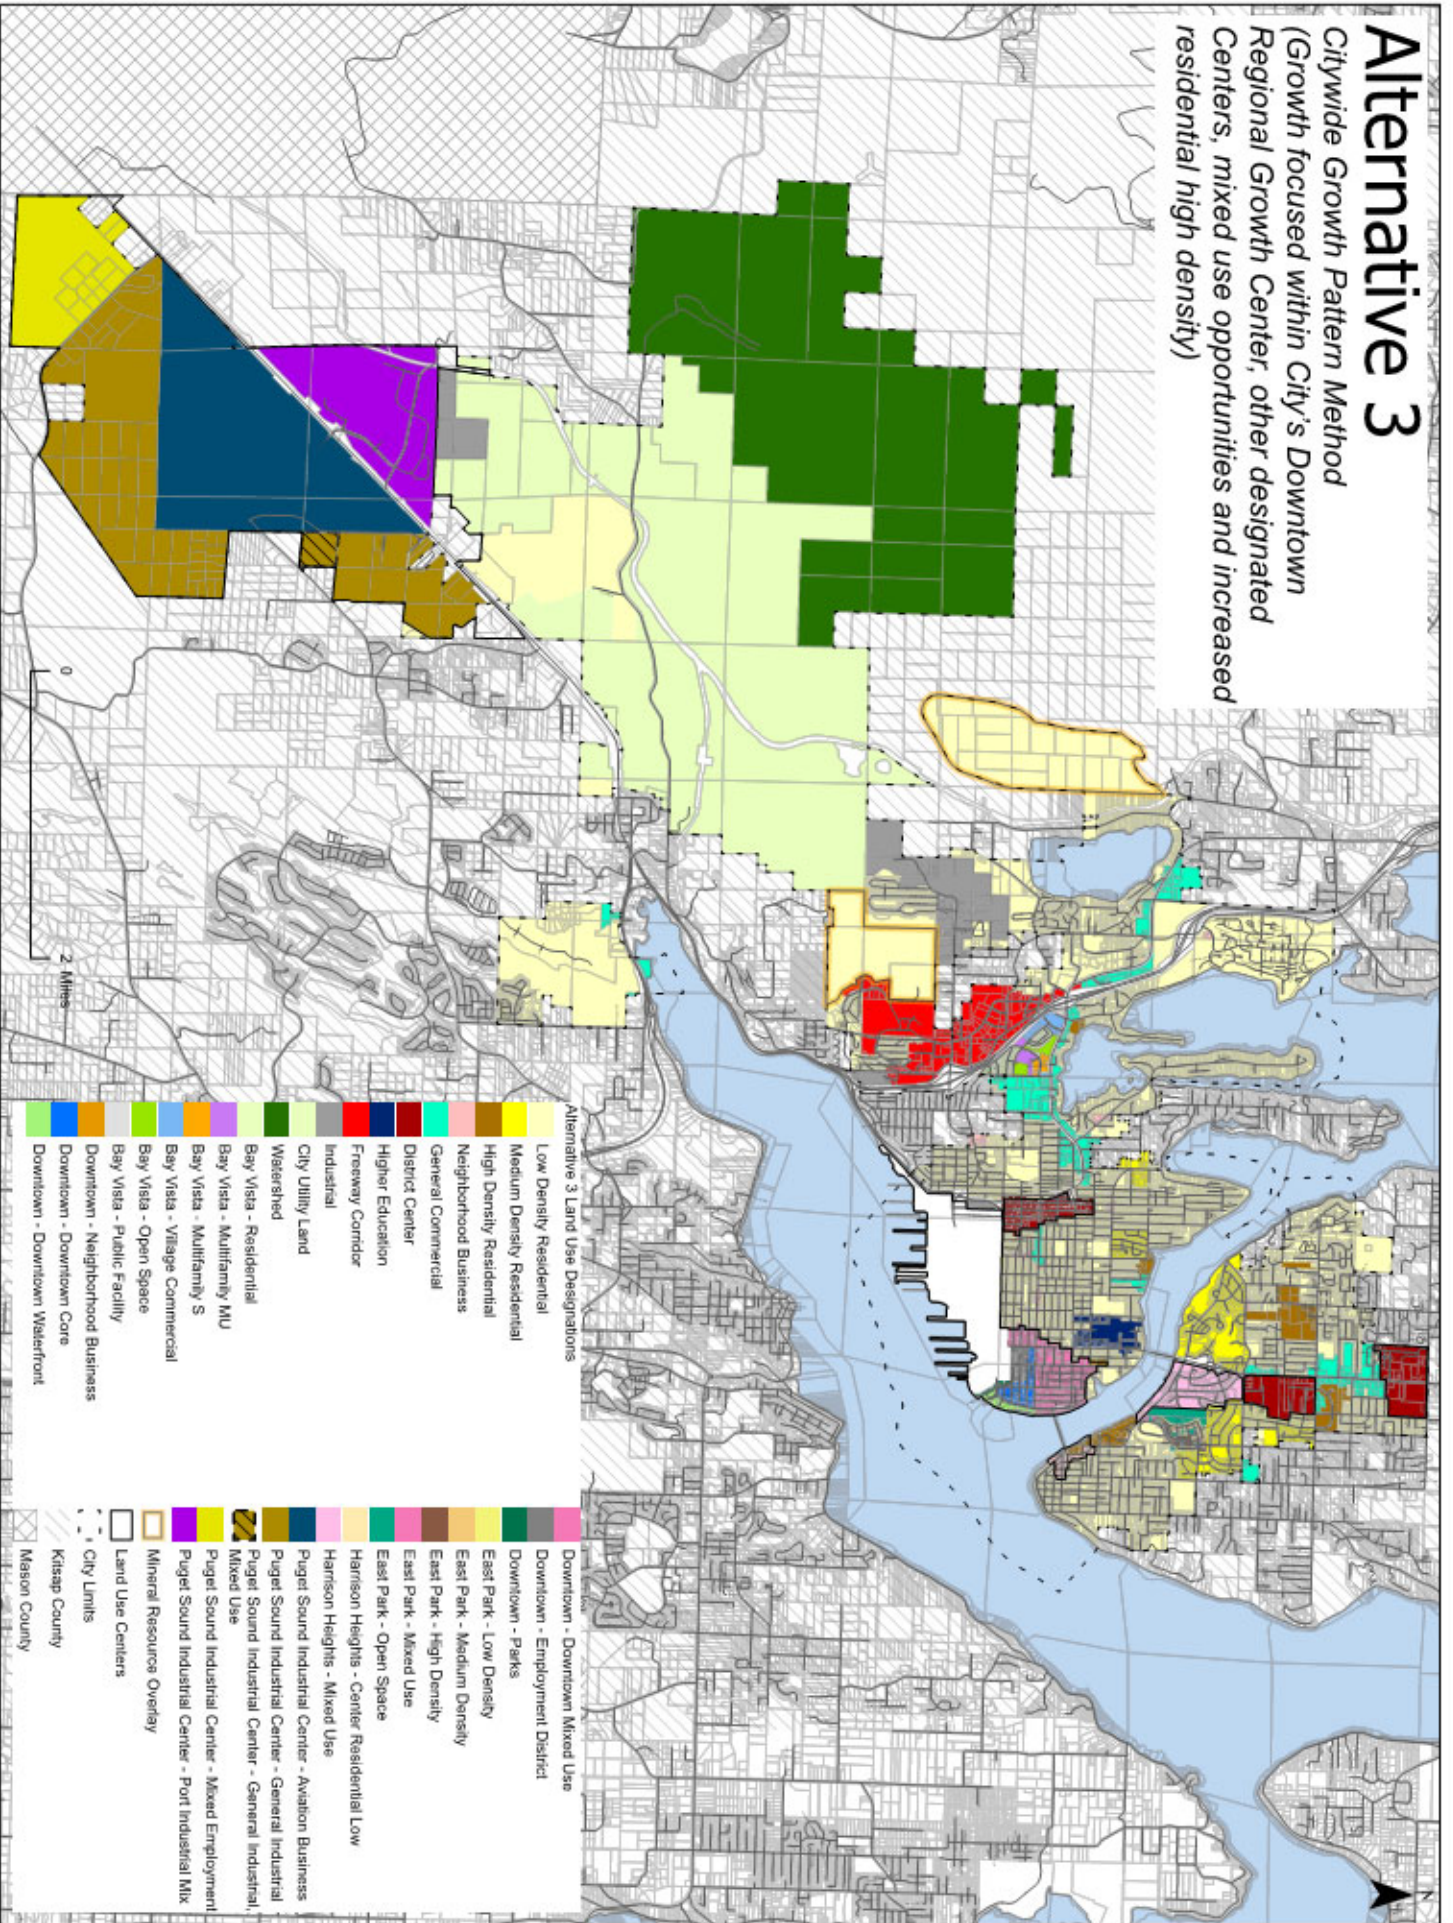 Alternative 3
Citywide Growth Pattern Method
(Growth focused within City's Downtown
Regional Growth Center, other designated
Centers, mixed use opportunities and increased
residential high density)
N
0
2 Miles
Alternative 3 Land Use Designations
Low Density Residential
Medium Density Residential
High Density Residential
Neighborhood Business
General Commercial
District Center
Higher Education
Freeway Corridor
Industrial
City Utility Land
Watershed
Bay Vista - Residential
Bay Vista - Multifamily MU
Bay Vista - Multifamily S
Bay Vista - Village Commercial
Bay Vista - Open Space
Bay Vista - Public Facility
Downtown - Neighborhood Business
Downtown - Downtown Core
Downtown - Downtown Waterfront
Downtown - Downtown Mixed Use
Downtown - Employment District
Downtown - Parks
East Park - Low Density
East Park - Medium Density
East Park - High Density
East Park - Mixed Use
East Park - Open Space
Harrison Heights - Center Residential Low
Harrison Heights - Mixed Use
Puget Sound Industrial Center - Aviation Business
Puget Sound Industrial Center - General Industrial
Puget Sound Industrial Center - General Industrial,
Mixed Use
Puget Sound Industrial Center - Mixed Employment
Puget Sound Industrial Center - Port Industrial Mix
Mineral Resource Overlay
Land Use Centers
City Limits
Kitsap County
Mason County